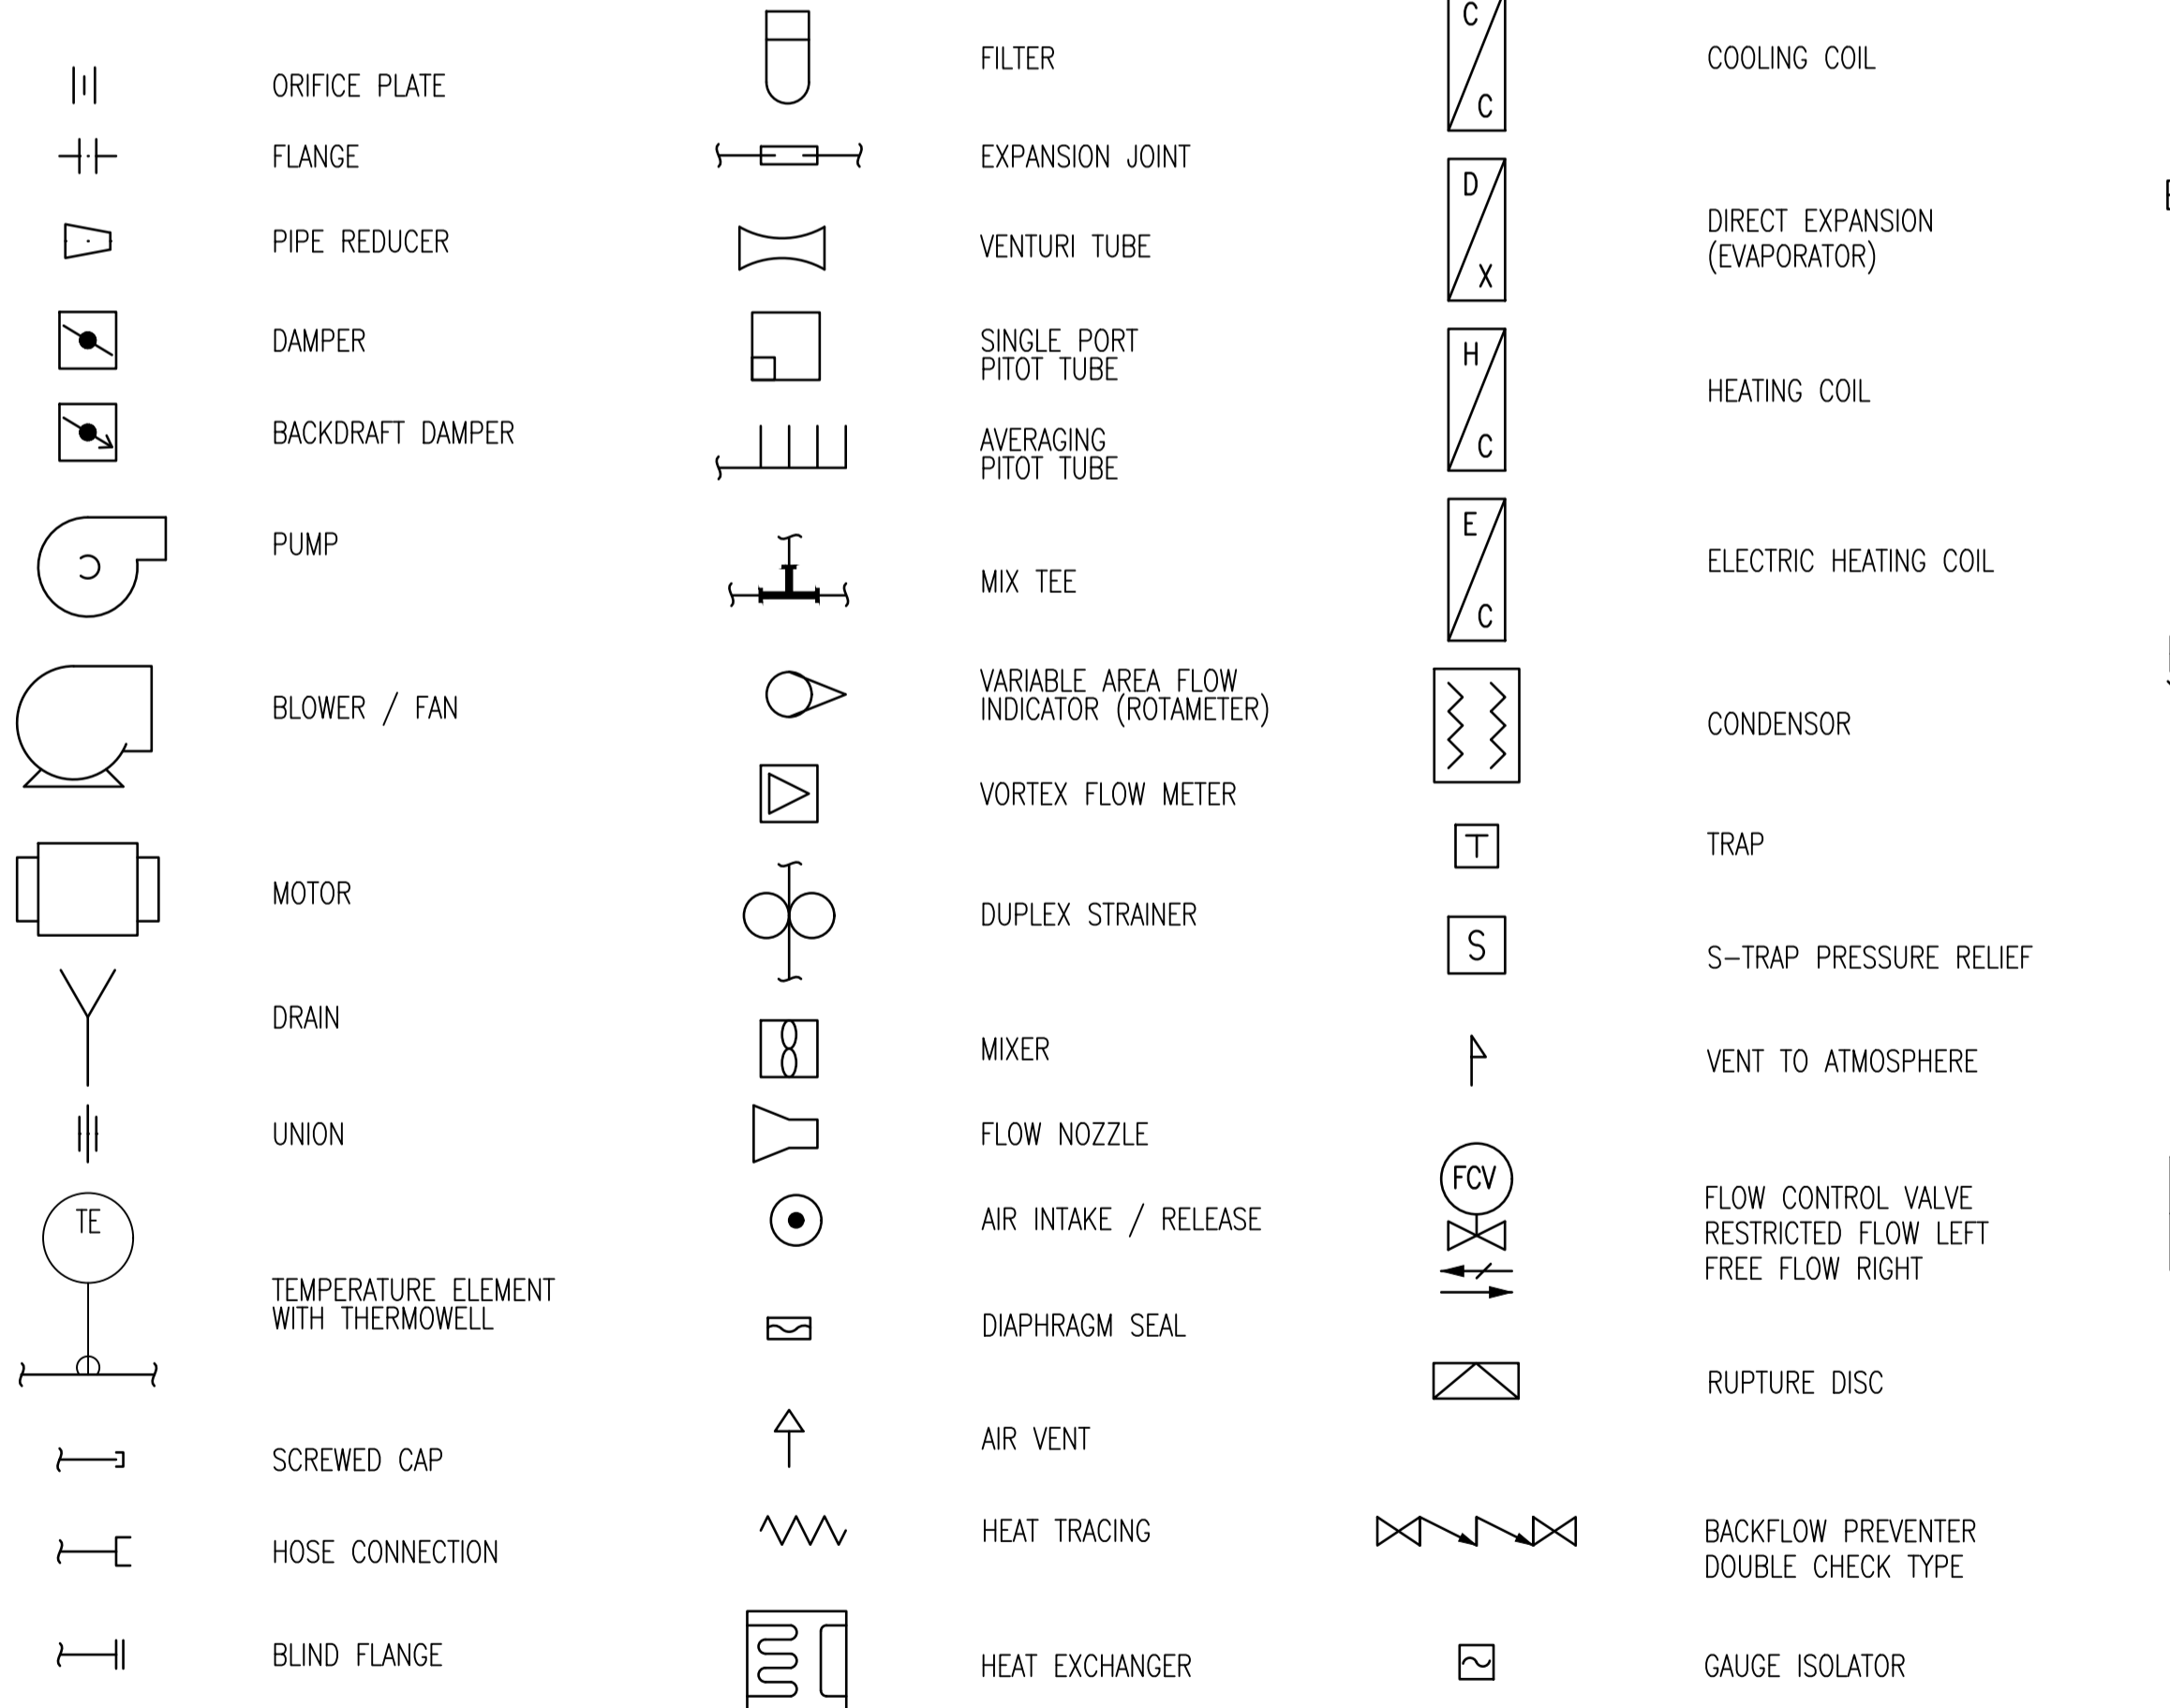 ORIFICE PLATE
FLANGE
PIPE REDUCER
DAMPER
BACKDRAFT DAMPER
PUMP
BLOWER / FAN
MOTOR
DRAIN
UNION
TE
TEMPERATURE ELEMENT
WITH THERMOWELL
SCREWED CAP
HOSE CONNECTION
BLIND FLANGE
FILTER
EXPANSION JOINT
VENTURI TUBE
SINGLE PORT
PITOT TUBE
AVERAGING
PITOT TUBE
MIX TEE
VARIABLE AREA FLOW
INDICATOR (ROTAMETER)
VORTEX FLOW METER
DUPLEX STRAINER
MIXER
FLOW NOZZLE
AIR INTAKE / RELEASE
DIAPHRAGM SEAL
AIR VENT
HEAT TRACING
HEAT EXCHANGER
C
C
COOLING COIL
D
X
DIRECT EXPANSION
(EVAPORATOR)
H
C
HEATING COIL
E
C
ELECTRIC HEATING COIL
CONDENSOR
T
TRAP
S
S-TRAP PRESSURE RELIEF
VENT TO ATMOSPHERE
FCV
FLOW CONTROL VALVE
RESTRICTED FLOW LEFT
FREE FLOW RIGHT
RUPTURE DISC
BACKFLOW PREVENTER
DOUBLE CHECK TYPE
GAUGE ISOLATOR